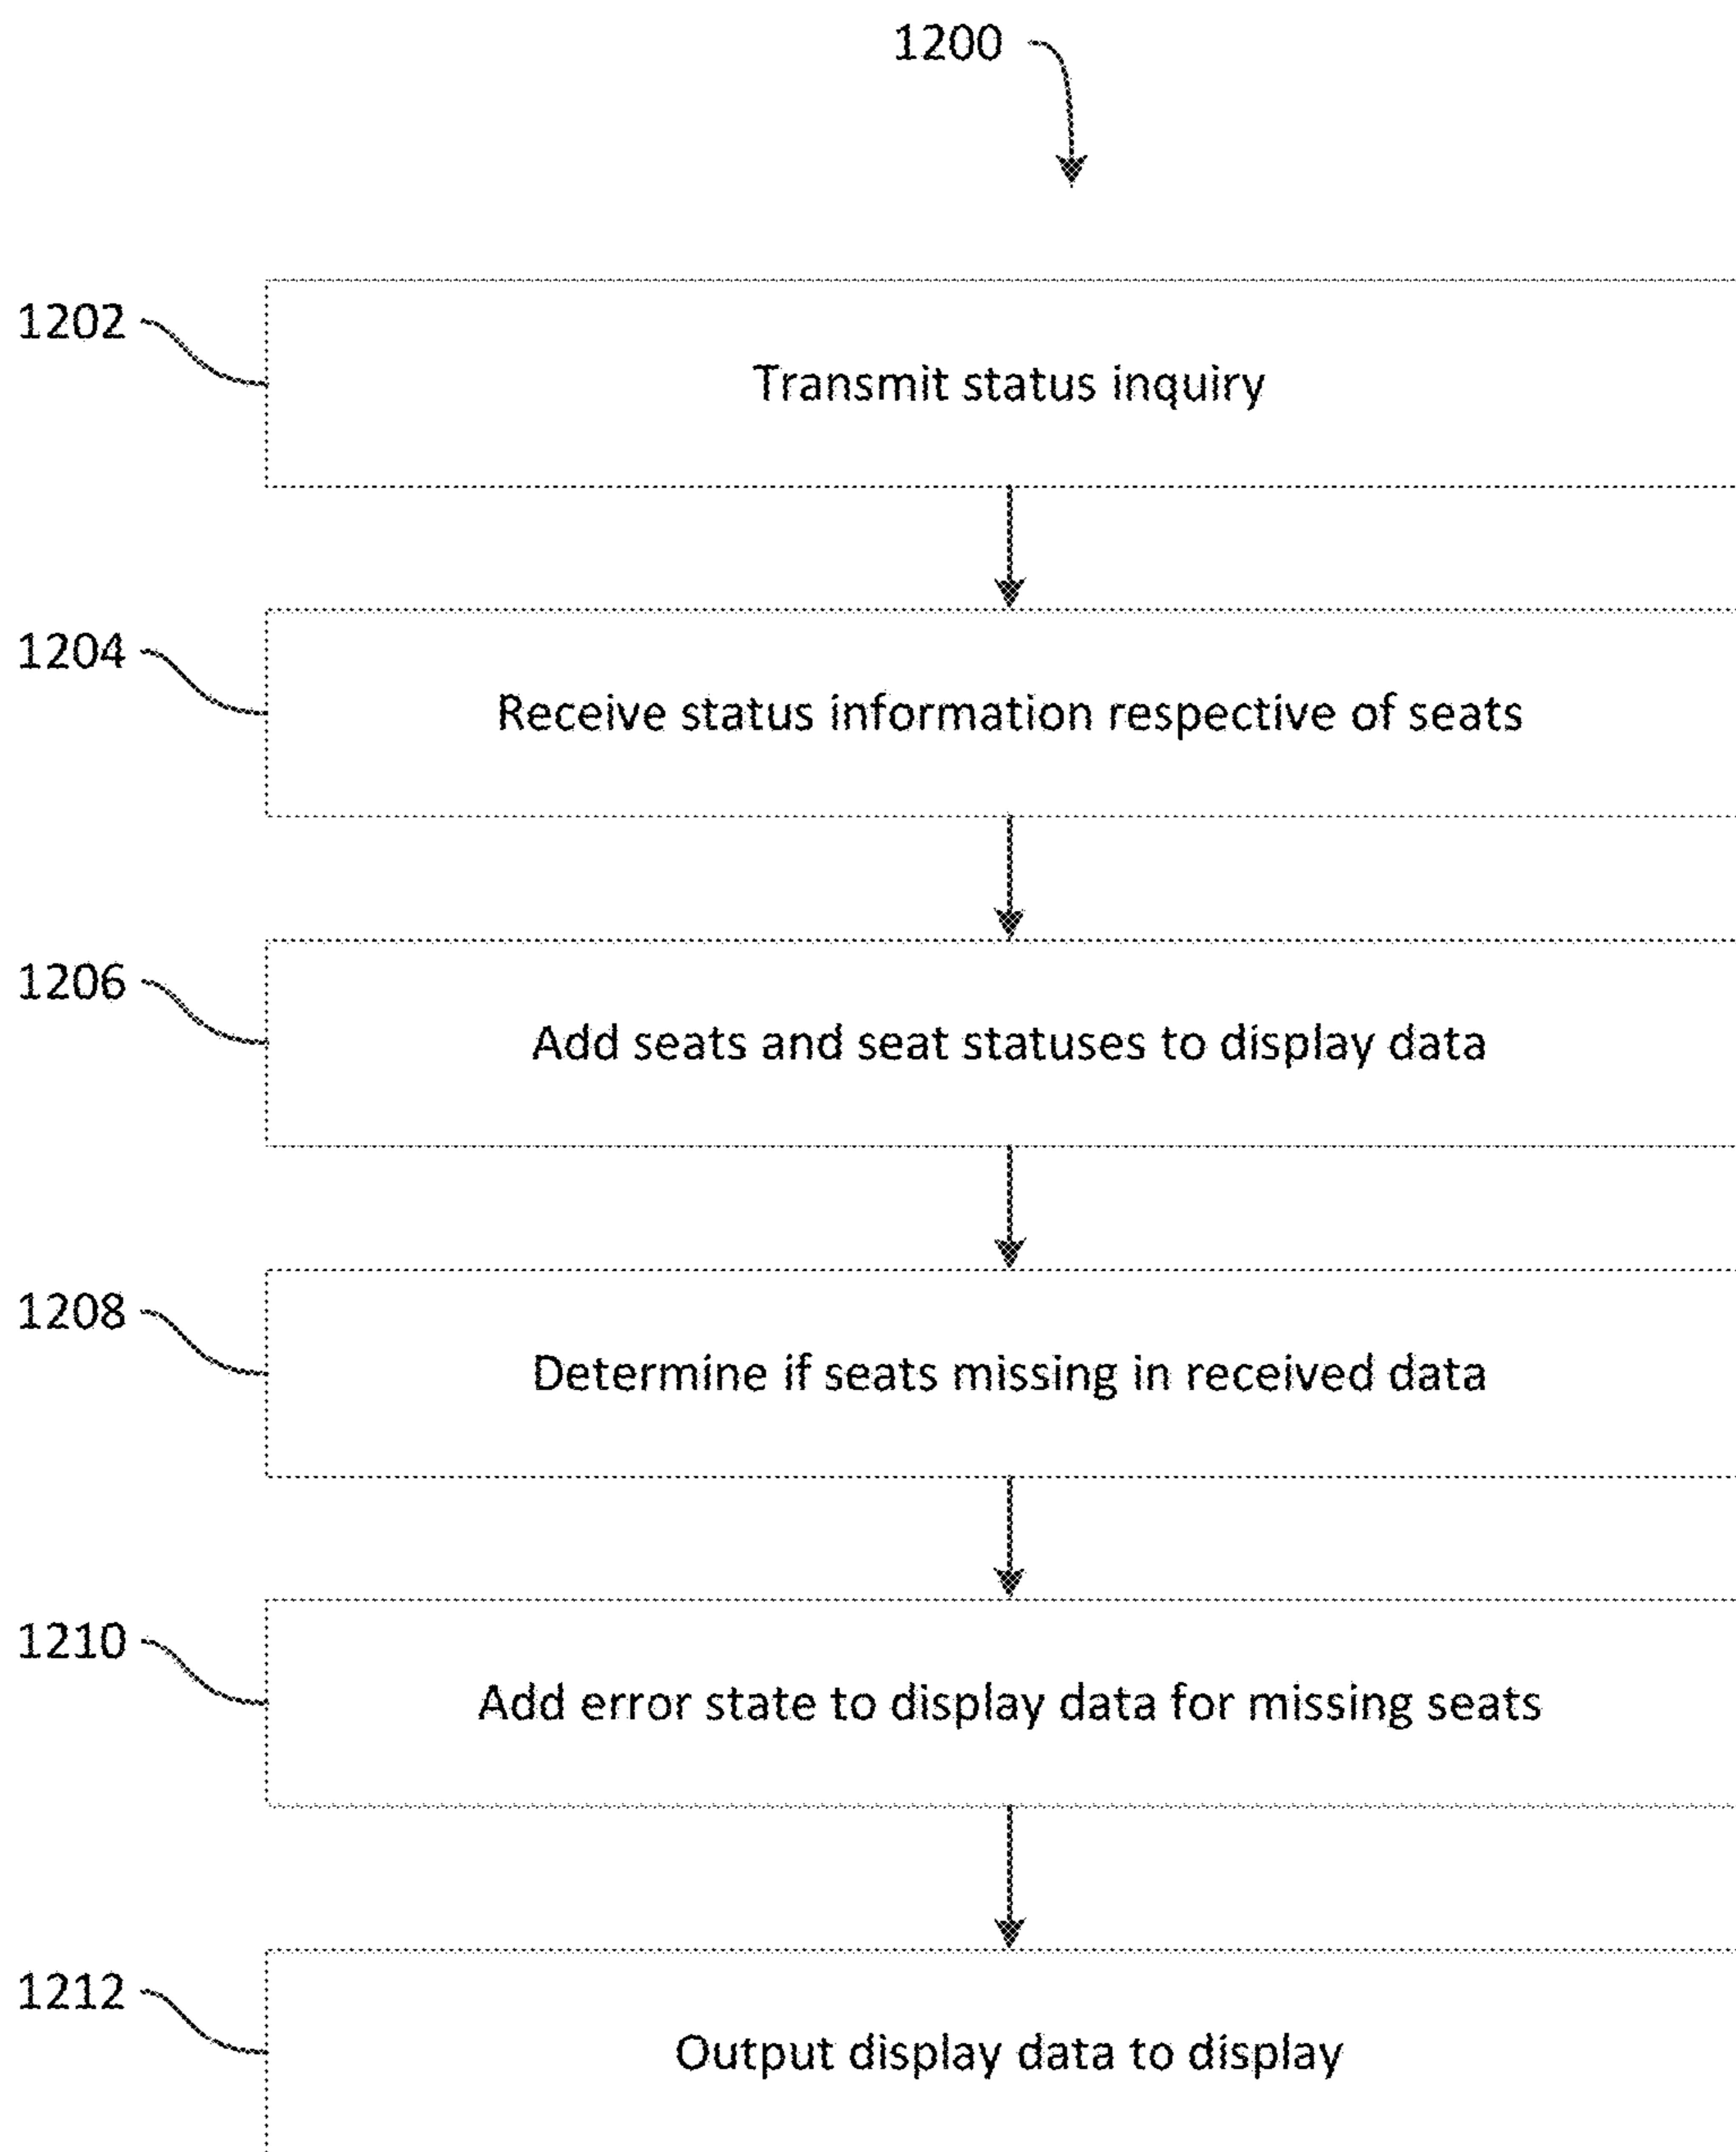 1200
1202
Transmit status inquiry
1204
Receive status information respective of seats
1206
Add seats and seat statuses to display data
1208
Determine if seats missing in received data
1210
Add error state to display data for missing seats
1212
Output display data to display